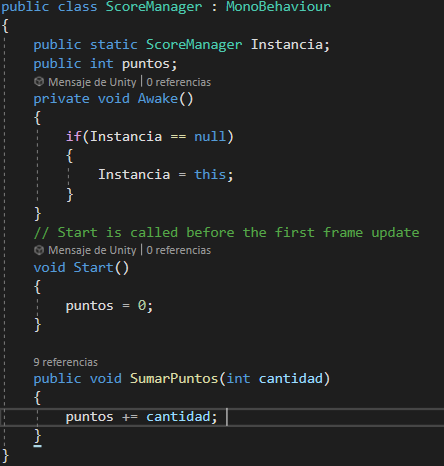 public class ScoreManager : MonoBehaviour
{
public static ScoreManager Instancia;
public int puntos;
Mensaje de Unity | 0 referencias
private void Awake()
{
if(Instancia == null)
{
Instancia = this;
}
}
// Start is called before the first frame update
Mensaje de Unity | 0 referencias
void Start()
{
puntos = 0;
}
9 referencias
public void SumarPuntos(int cantidad)
{
puntos += cantidad;
}
}